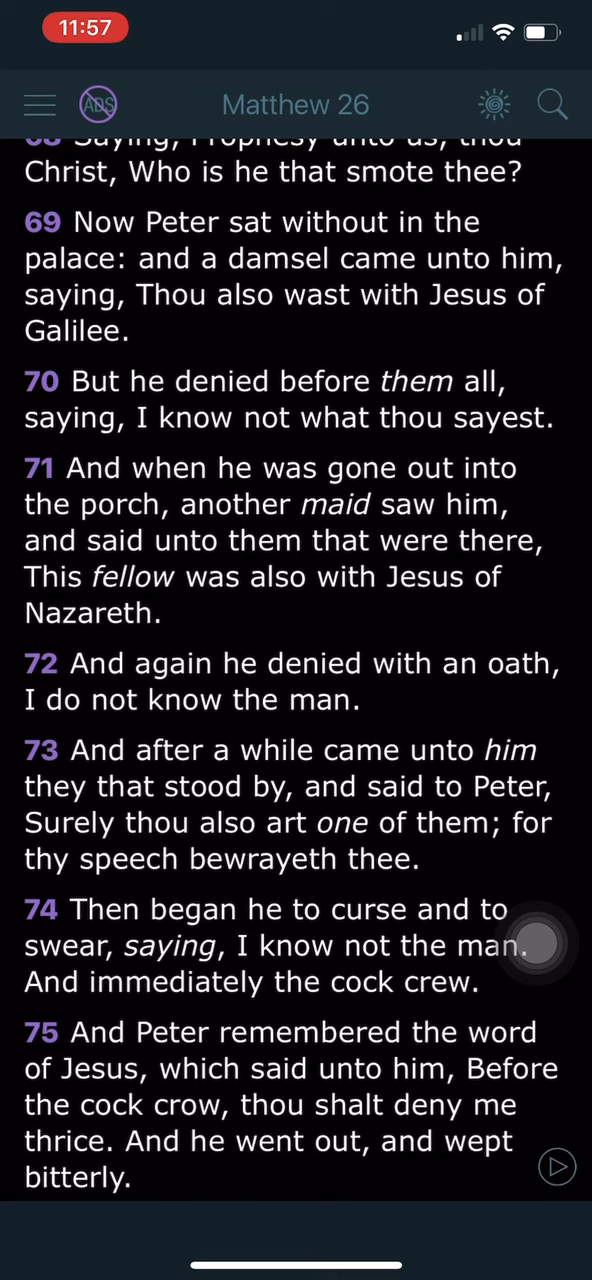 11:57
ADS
Matthew 26
68 Saying, Prophesy unto us, thou
Christ, Who is he that smote thee?
69 Now Peter sat without in the
palace: and a damsel came unto him,
saying, Thou also wast with Jesus of
Galilee.
70 But he denied before them all,
saying, I know not what thou sayest.
71 And when he was gone out into
the porch, another maid saw him,
and said unto them that were there,
This fellow was also with Jesus of
Nazareth.
72 And again he denied with an oath,
I do not know the man.
73 And after a while came unto him
they that stood by, and said to Peter,
Surely thou also art one of them; for
thy speech bewrayeth thee.
74 Then began he to curse and to
swear, saying, I know not the man.
And immediately the cock crew.
75 And Peter remembered the word
of Jesus, which said unto him, Before
the cock crow, thou shalt deny me
thrice. And he went out, and wept
bitterly.